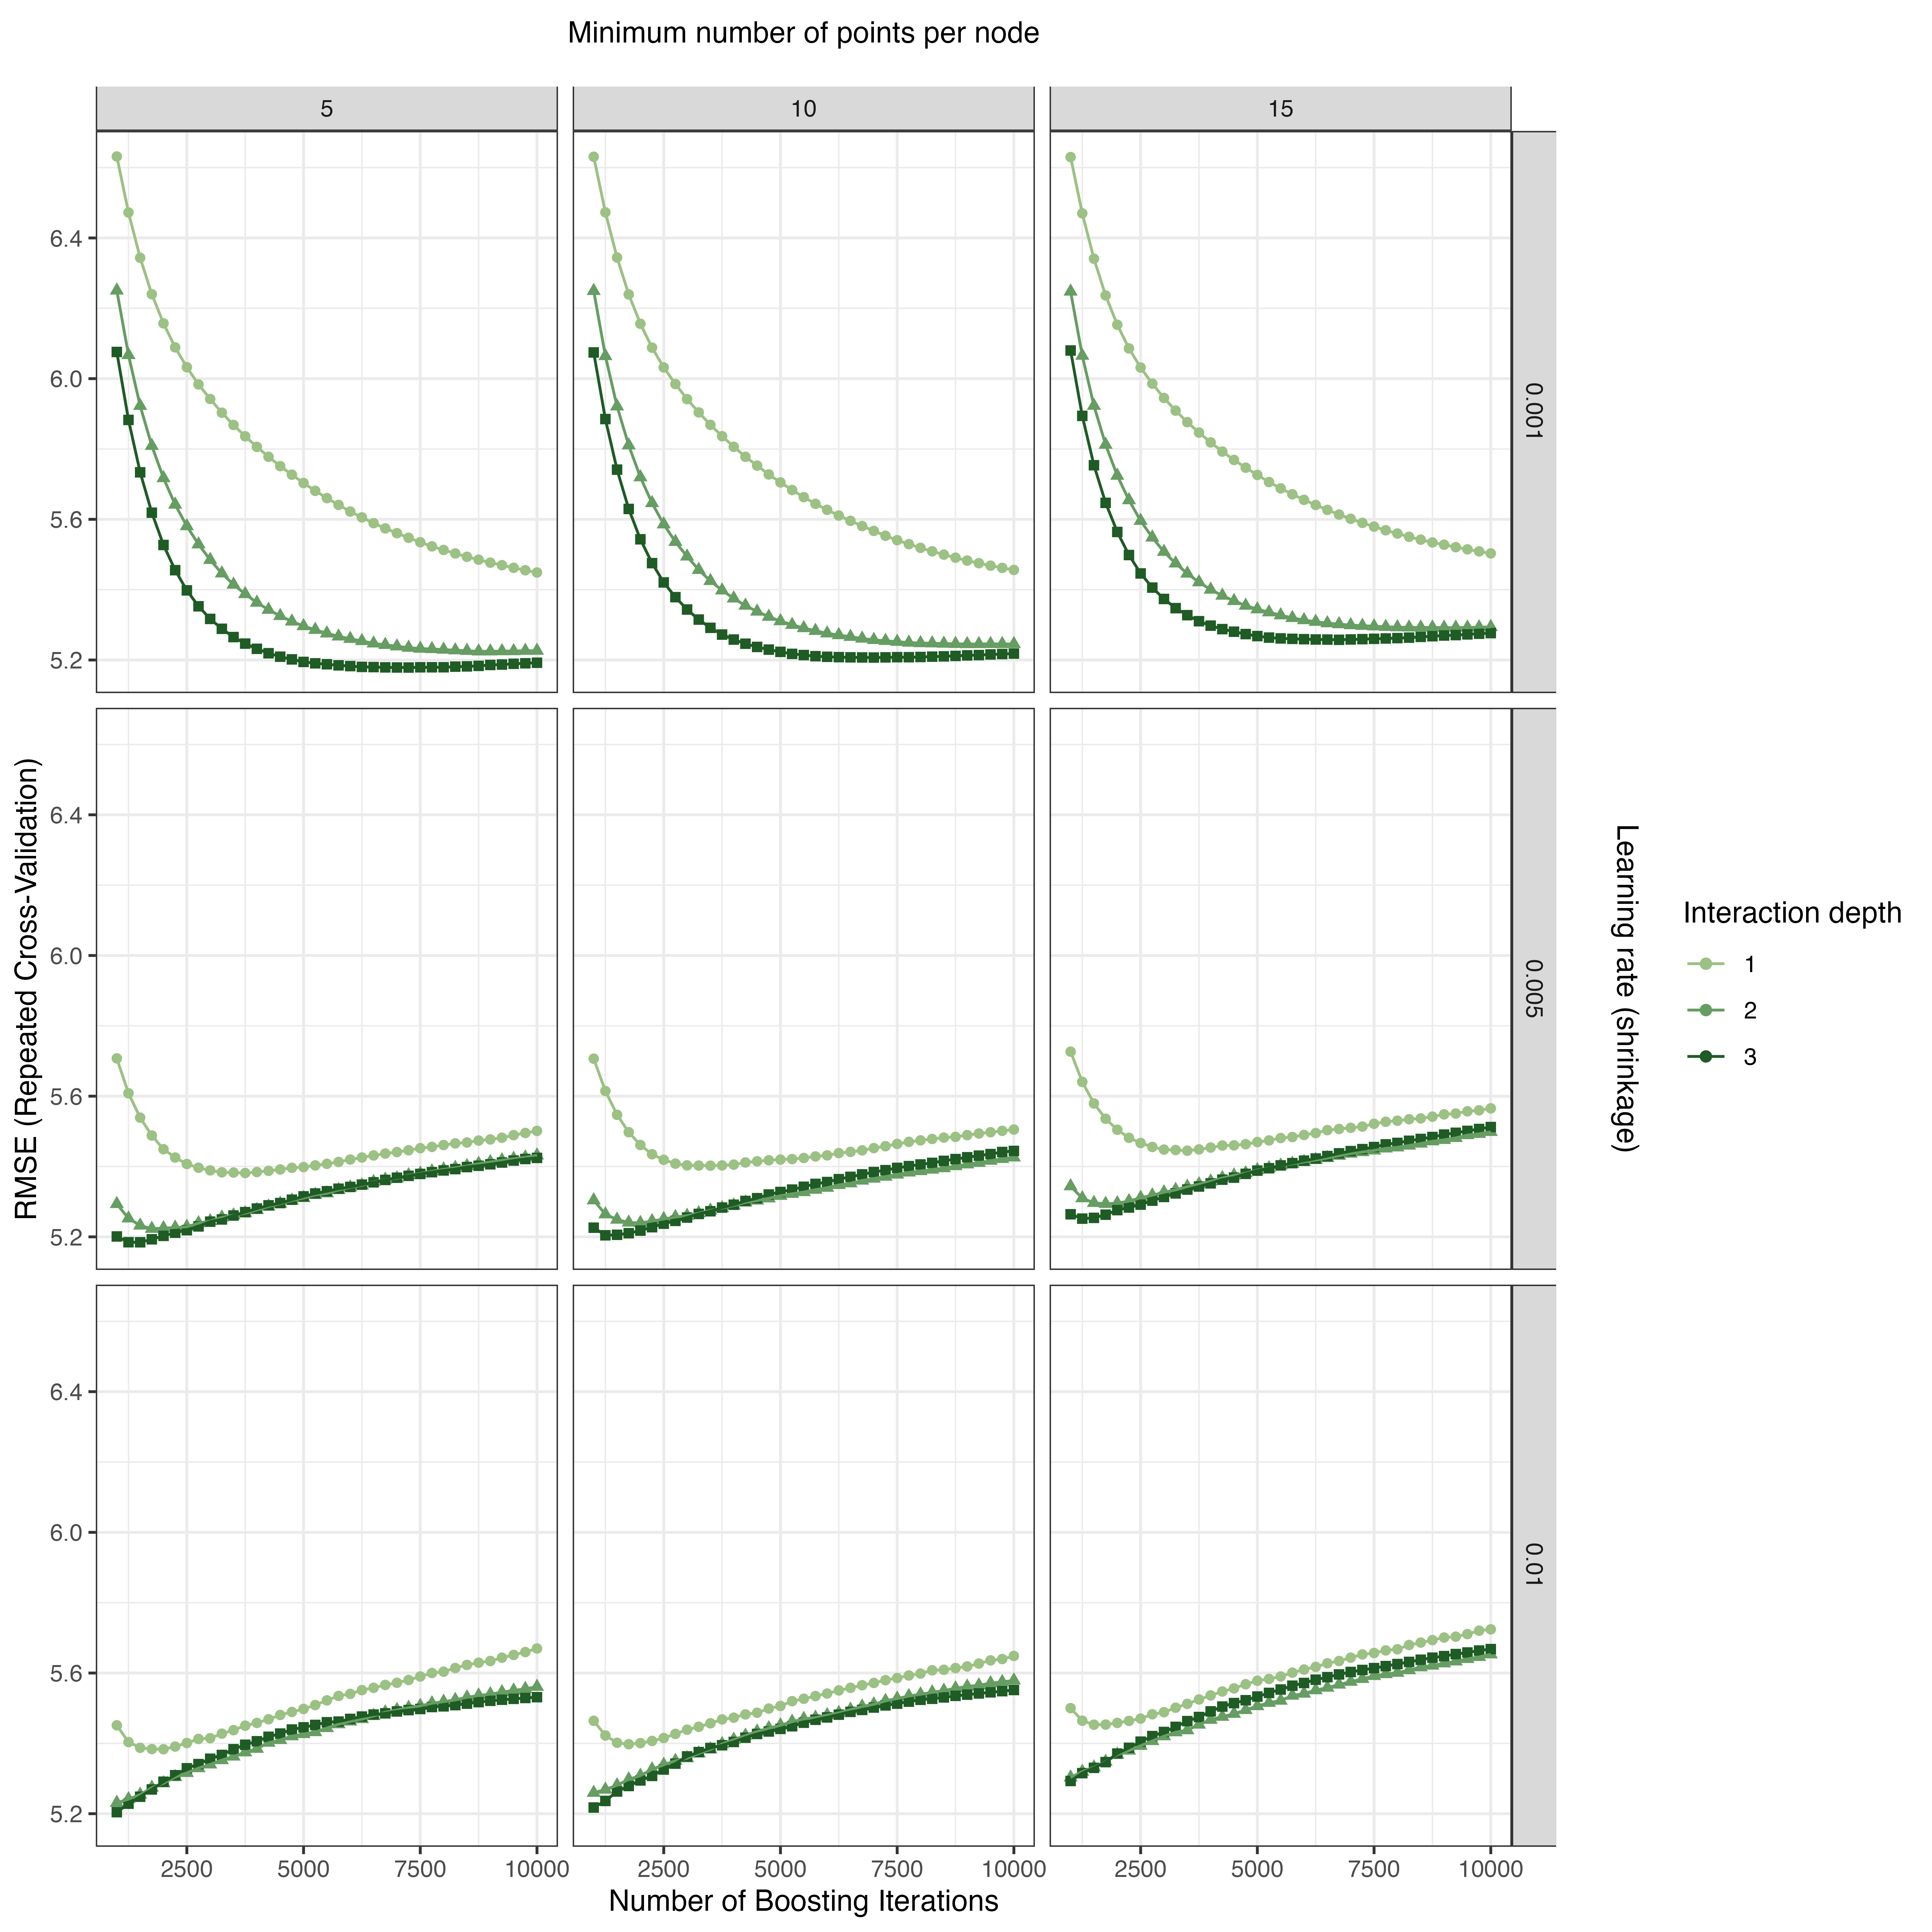 Minimum number of points per node
5 10 15
6.4
6.0
5.6
5.2
0.001
6.4
6.0
5.6
5.2
0.005
6.4
6.0
5.6
5.2
0.01
RMSE (Repeated Cross-Validation)
Learning rate (shrinkage)
2500 5000 7500 10000 2500 5000 7500 10000 2500 5000 7500 10000
Number of Boosting Iterations
Interaction depth
1
2
3